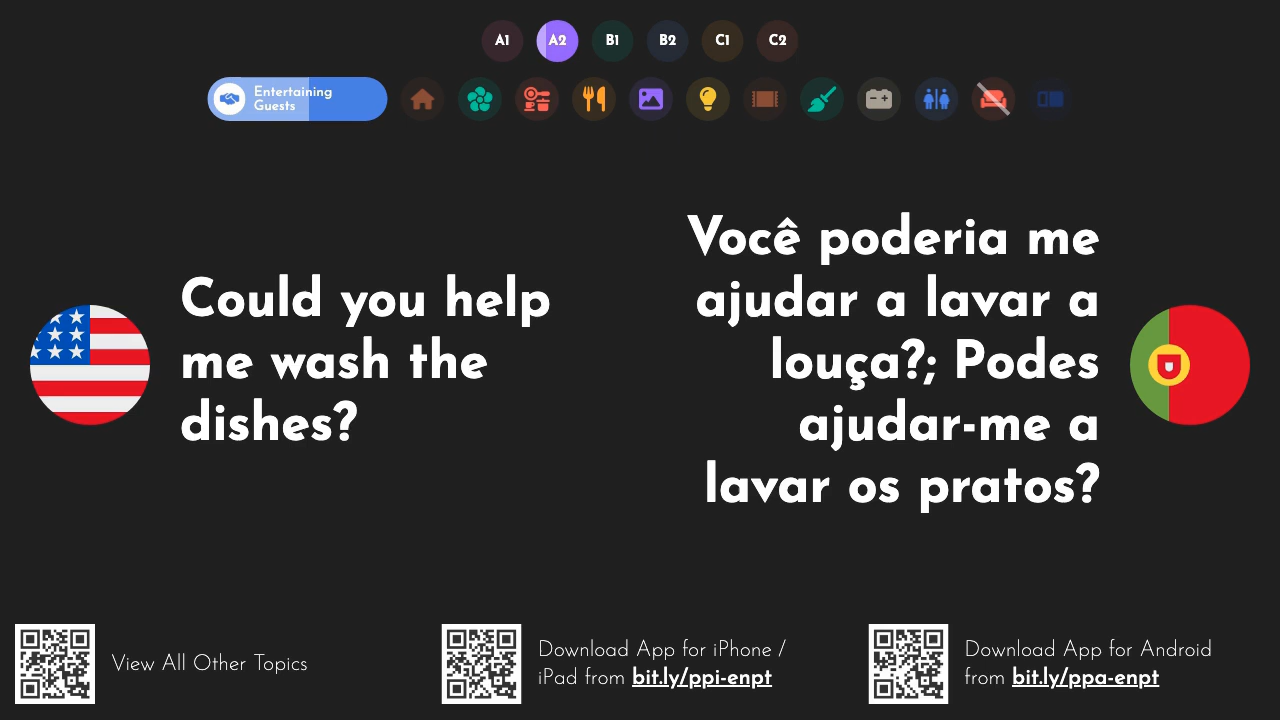 A1 A2 B1 B2 C1 C2
Entertaining
Guests
Could you help
me wash the
dishes?
Você poderia me
ajudar a lavar a
louça?; Podes
ajudar-me a
lavar os pratos?
View All Other Topics
Download App for iPhone /
iPad from bit.ly/ppi-enpt
Download App for Android
from bit.ly/ppa-enpt